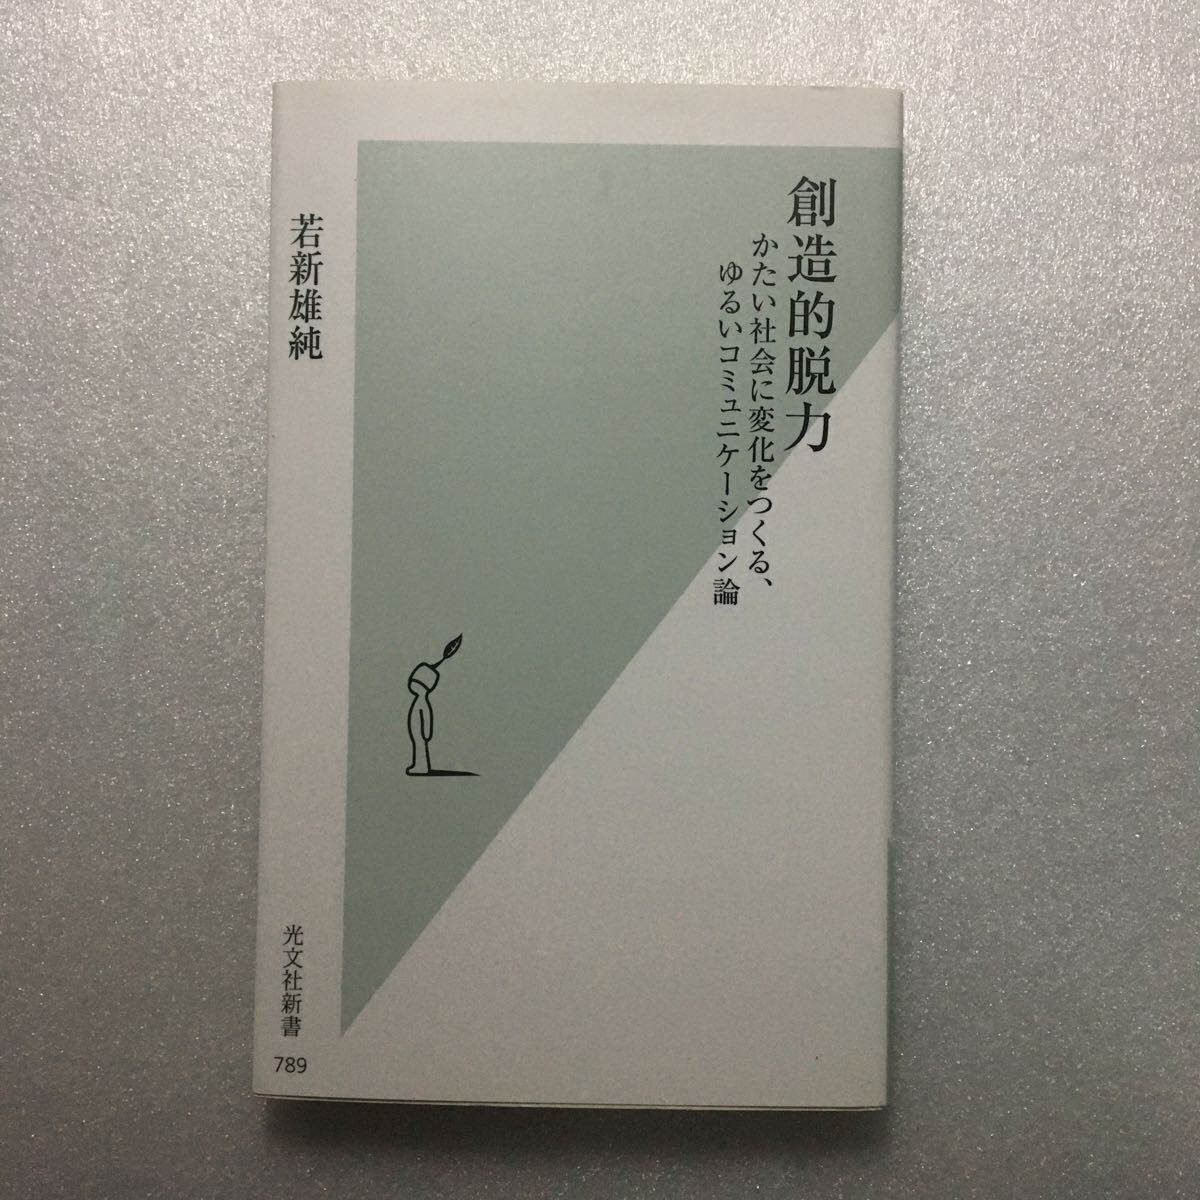 創造的脱力
かたい社会に変化をつくる、
ゆるいコミュニケーション論
若新雄純
光文社新書
789